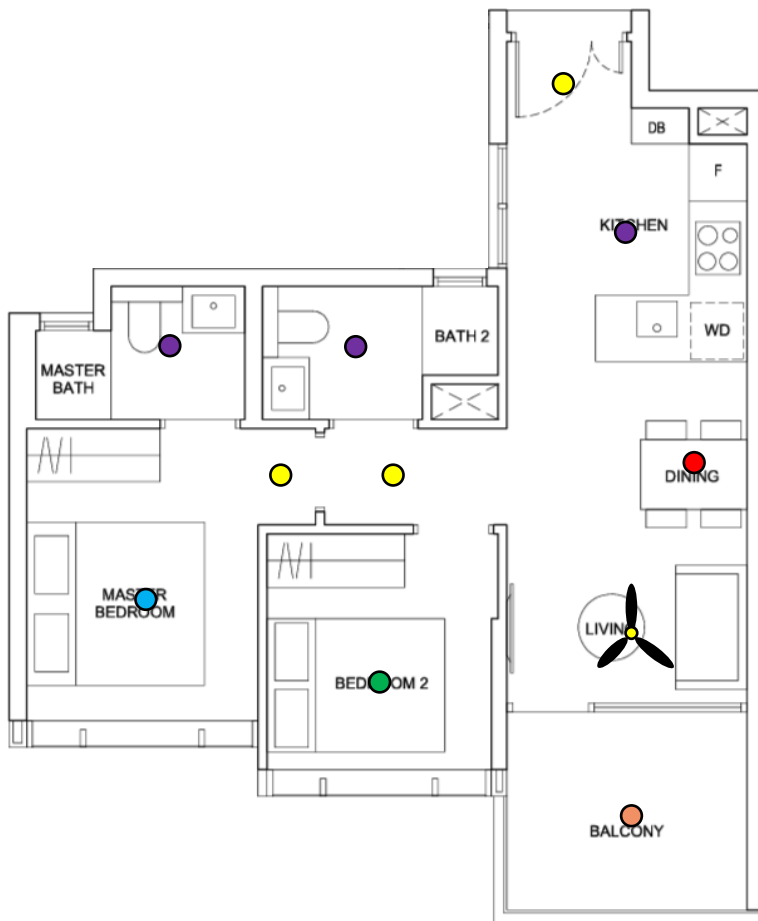 DB
F
KITCHEN
WD
BATH 2
MASTER
BATH
DINING
MASTER
BEDROOM
LIVING
BEDROOM 2
BALCONY